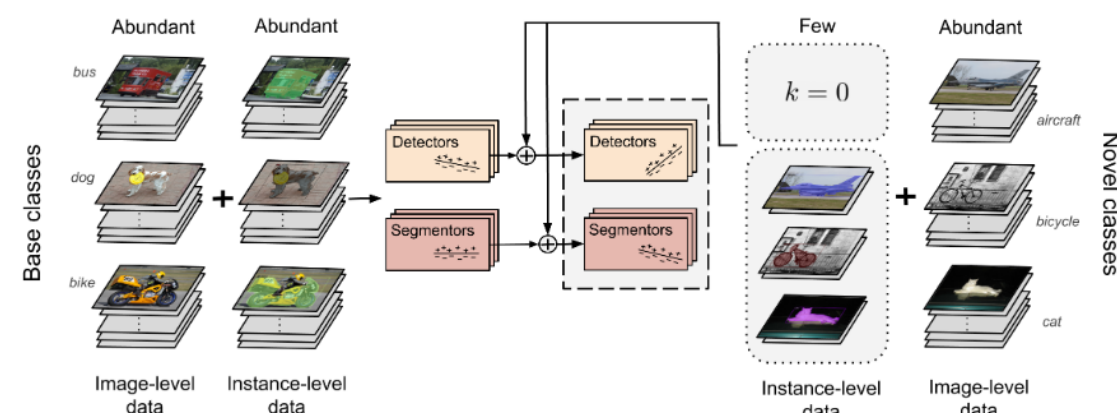 Abundant
Abundant
Few
Abundant
bus
k = 0
aircraft
Detectors
Detectors
dog
bicycle
Segmentors
Segmentors
bike
cat
Base classes
Novel classes
Image-level
data
Instance-level
data
Instance-level
data
Image-level
data